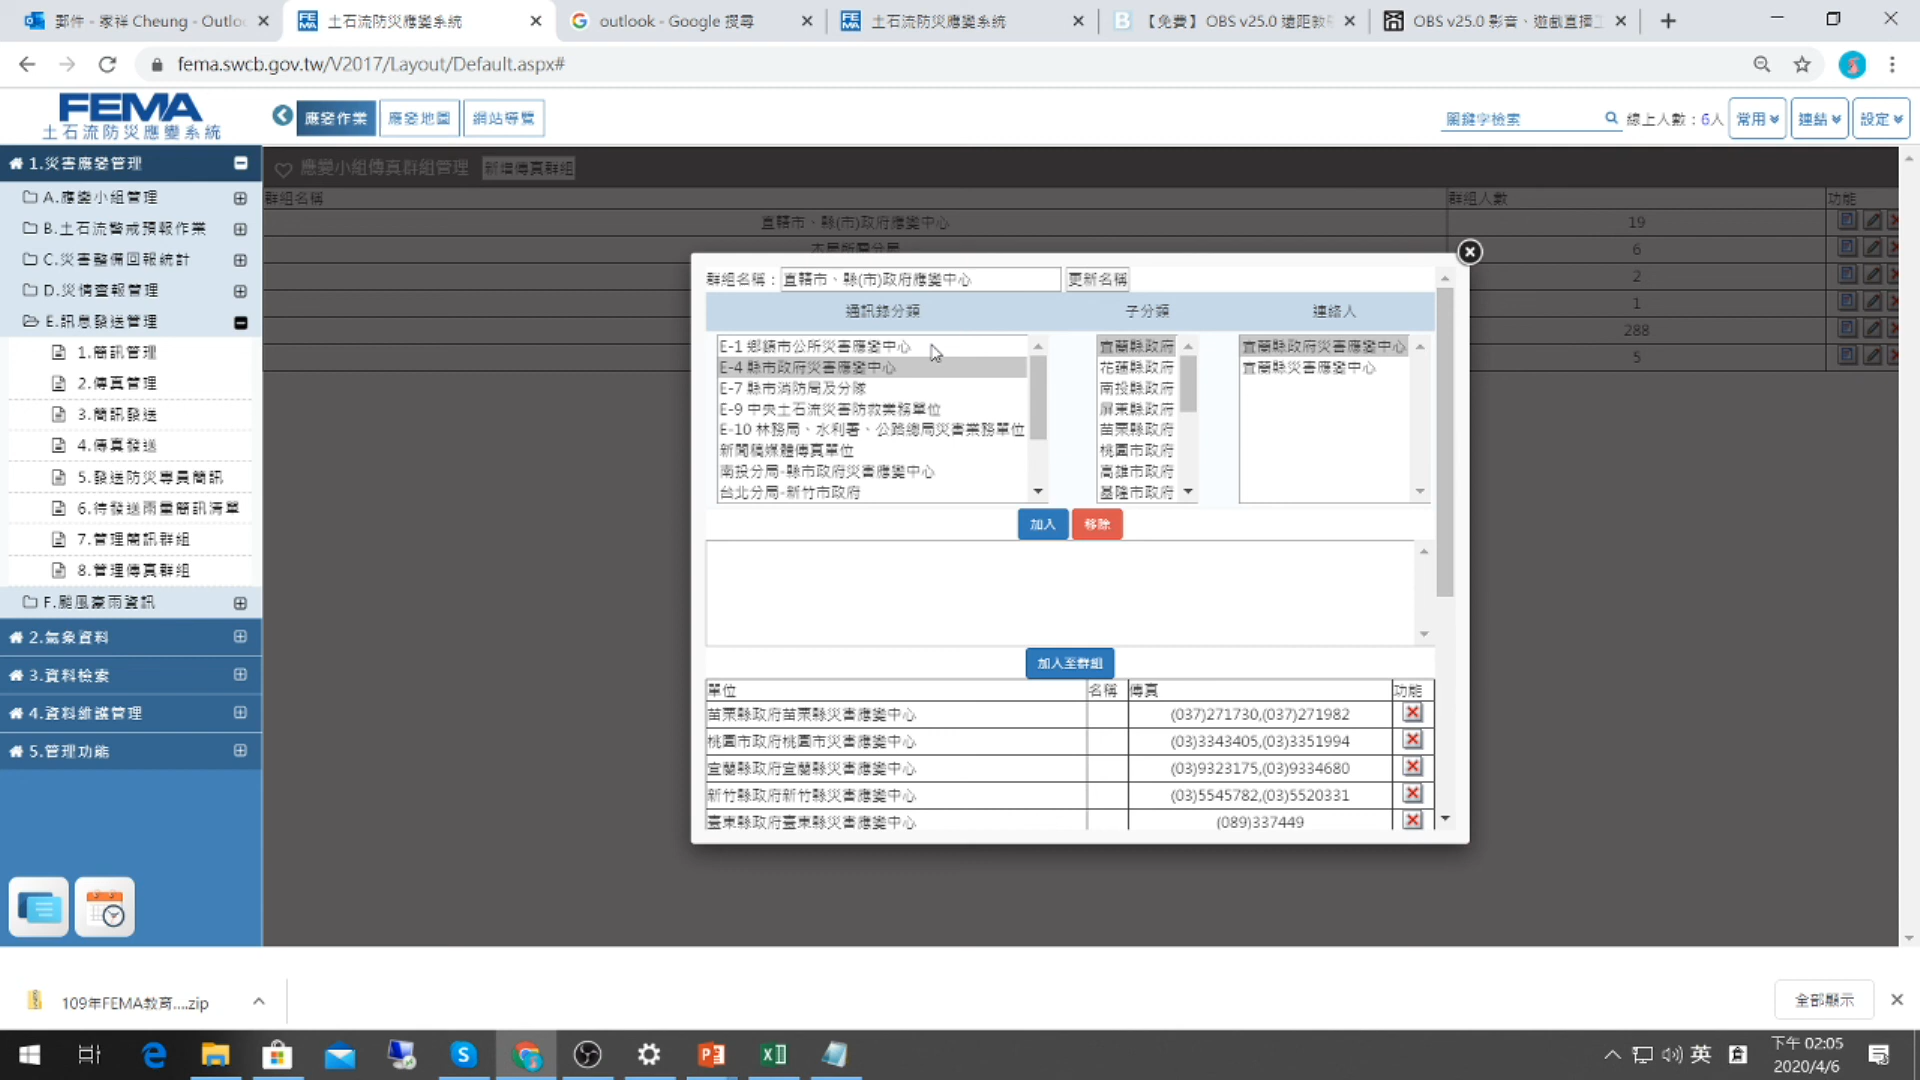 郵件 - 家祥 Cheung - Outlo
土石流防災應變系統
outlook - Google 搜尋
土石流防災應變系統
【免費】OBS v25.0 遠距教
OBS v25.0 影音、遊戲直播工
fema.swcb.gov.tw/V2017/Layout/Default.aspx#
FEMA
土石流防災應變系統
應變作業
應變地圖
網站導覽
關鍵字檢索
線上人數：6人
常用
連結
設定
1.災害應變管理
A.應變小組管理
B.土石流警戒預報作業
C.災害整備回報統計
D.災情查報管理
E.訊息發送管理
1.簡訊管理
2.傳真管理
3.簡訊發送
4.傳真發送
5.發送防災專員簡訊
6.待發送雨量簡訊清單
7.管理簡訊群組
8.管理傳真群組
F.颱風豪雨資訊
2.氣象資料
3.資料檢索
4.資料維護管理
5.管理功能
應變小組傳真群組管理 新增傳真群組
群組名稱 群組人數 功能
直轄市、縣(市)政府應變中心 19
本局所屬分局 6
2
1
288
5
群組名稱：直轄市、縣(市)政府應變中心 更新名稱
通訊錄分類 子分類 連絡人
E-1 鄉鎮市公所災害應變中心
E-4 縣市政府災害應變中心
E-7 縣市消防局及分隊
E-9 中央土石流災害防救業務單位
E-10 林務局、水利署、公路總局災害業務單位
新聞稿媒體傳真單位
南投分局-縣市政府災害應變中心
台北分局-新竹市政府
宜蘭縣政府
花蓮縣政府
南投縣政府
屏東縣政府
苗栗縣政府
桃園市政府
高雄市政府
基隆市政府
宜蘭縣政府災害應變中心
宜蘭縣災害應變中心
加入 移除
加入至群組
單位 名稱 傳真 功能
苗栗縣政府苗栗縣災害應變中心 (037)271730,(037)271982
桃園市政府桃園市災害應變中心 (03)3343405,(03)3351994
宜蘭縣政府宜蘭縣災害應變中心 (03)9323175,(03)9334680
新竹縣政府新竹縣災害應變中心 (03)5545782,(03)5520331
臺東縣政府臺東縣災害應變中心 (089)337449
109年FEMA教育....zip
全部顯示
英
下午 02:05
2020/4/6